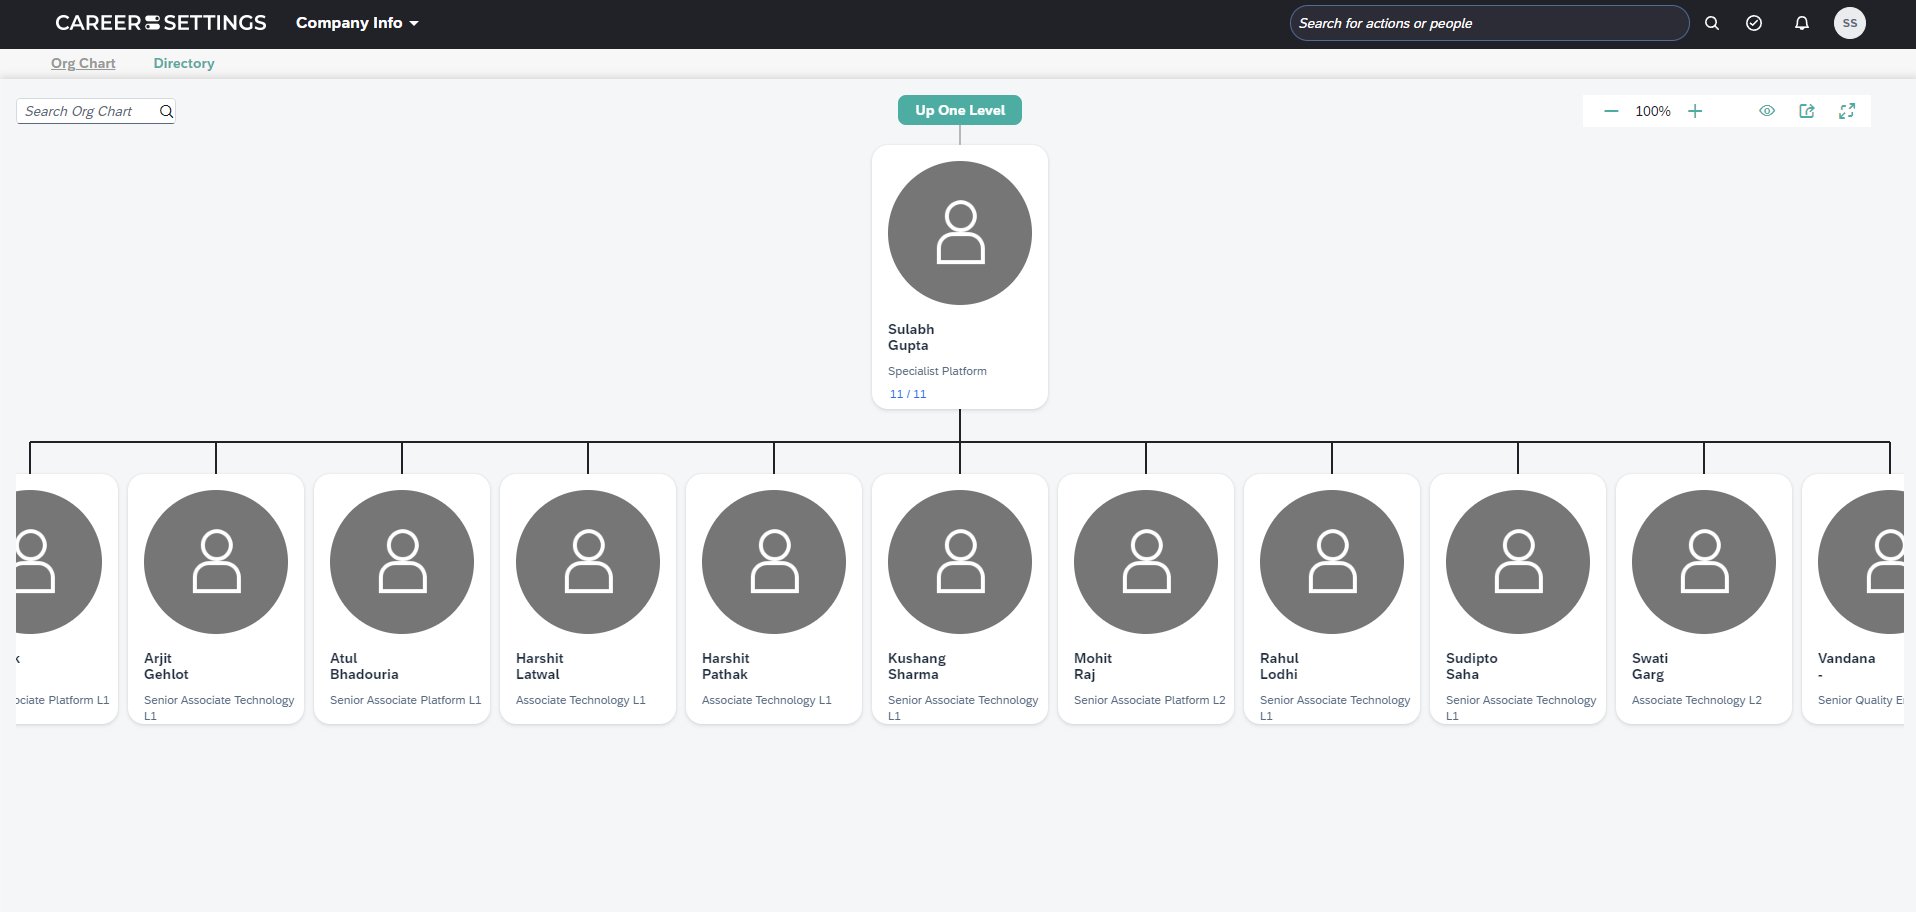 CAREER SETTINGS
Company Info
Search for actions or people
SS
Org Chart
Directory
Search Org Chart
Up One Level
100%
Sulabh
Gupta
Specialist Platform
11 / 11
k
ociate Platform L1
Arjit
Gehlot
Senior Associate Technology
L1
Atul
Bhadouria
Senior Associate Platform L1
Harshit
Latwal
Associate Technology L1
Harshit
Pathak
Associate Technology L1
Kushang
Sharma
Senior Associate Technology
L1
Mohit
Raj
Senior Associate Platform L2
Rahul
Lodhi
Senior Associate Technology
L1
Sudipto
Saha
Senior Associate Technology
L1
Swati
Garg
Associate Technology L2
Vandana
-
Senior Quality E